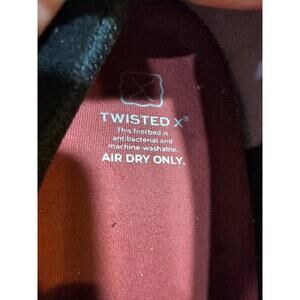 TWISTED X®
This footbed is
antibacterial and
machine-washable.
AIR DRY ONLY.